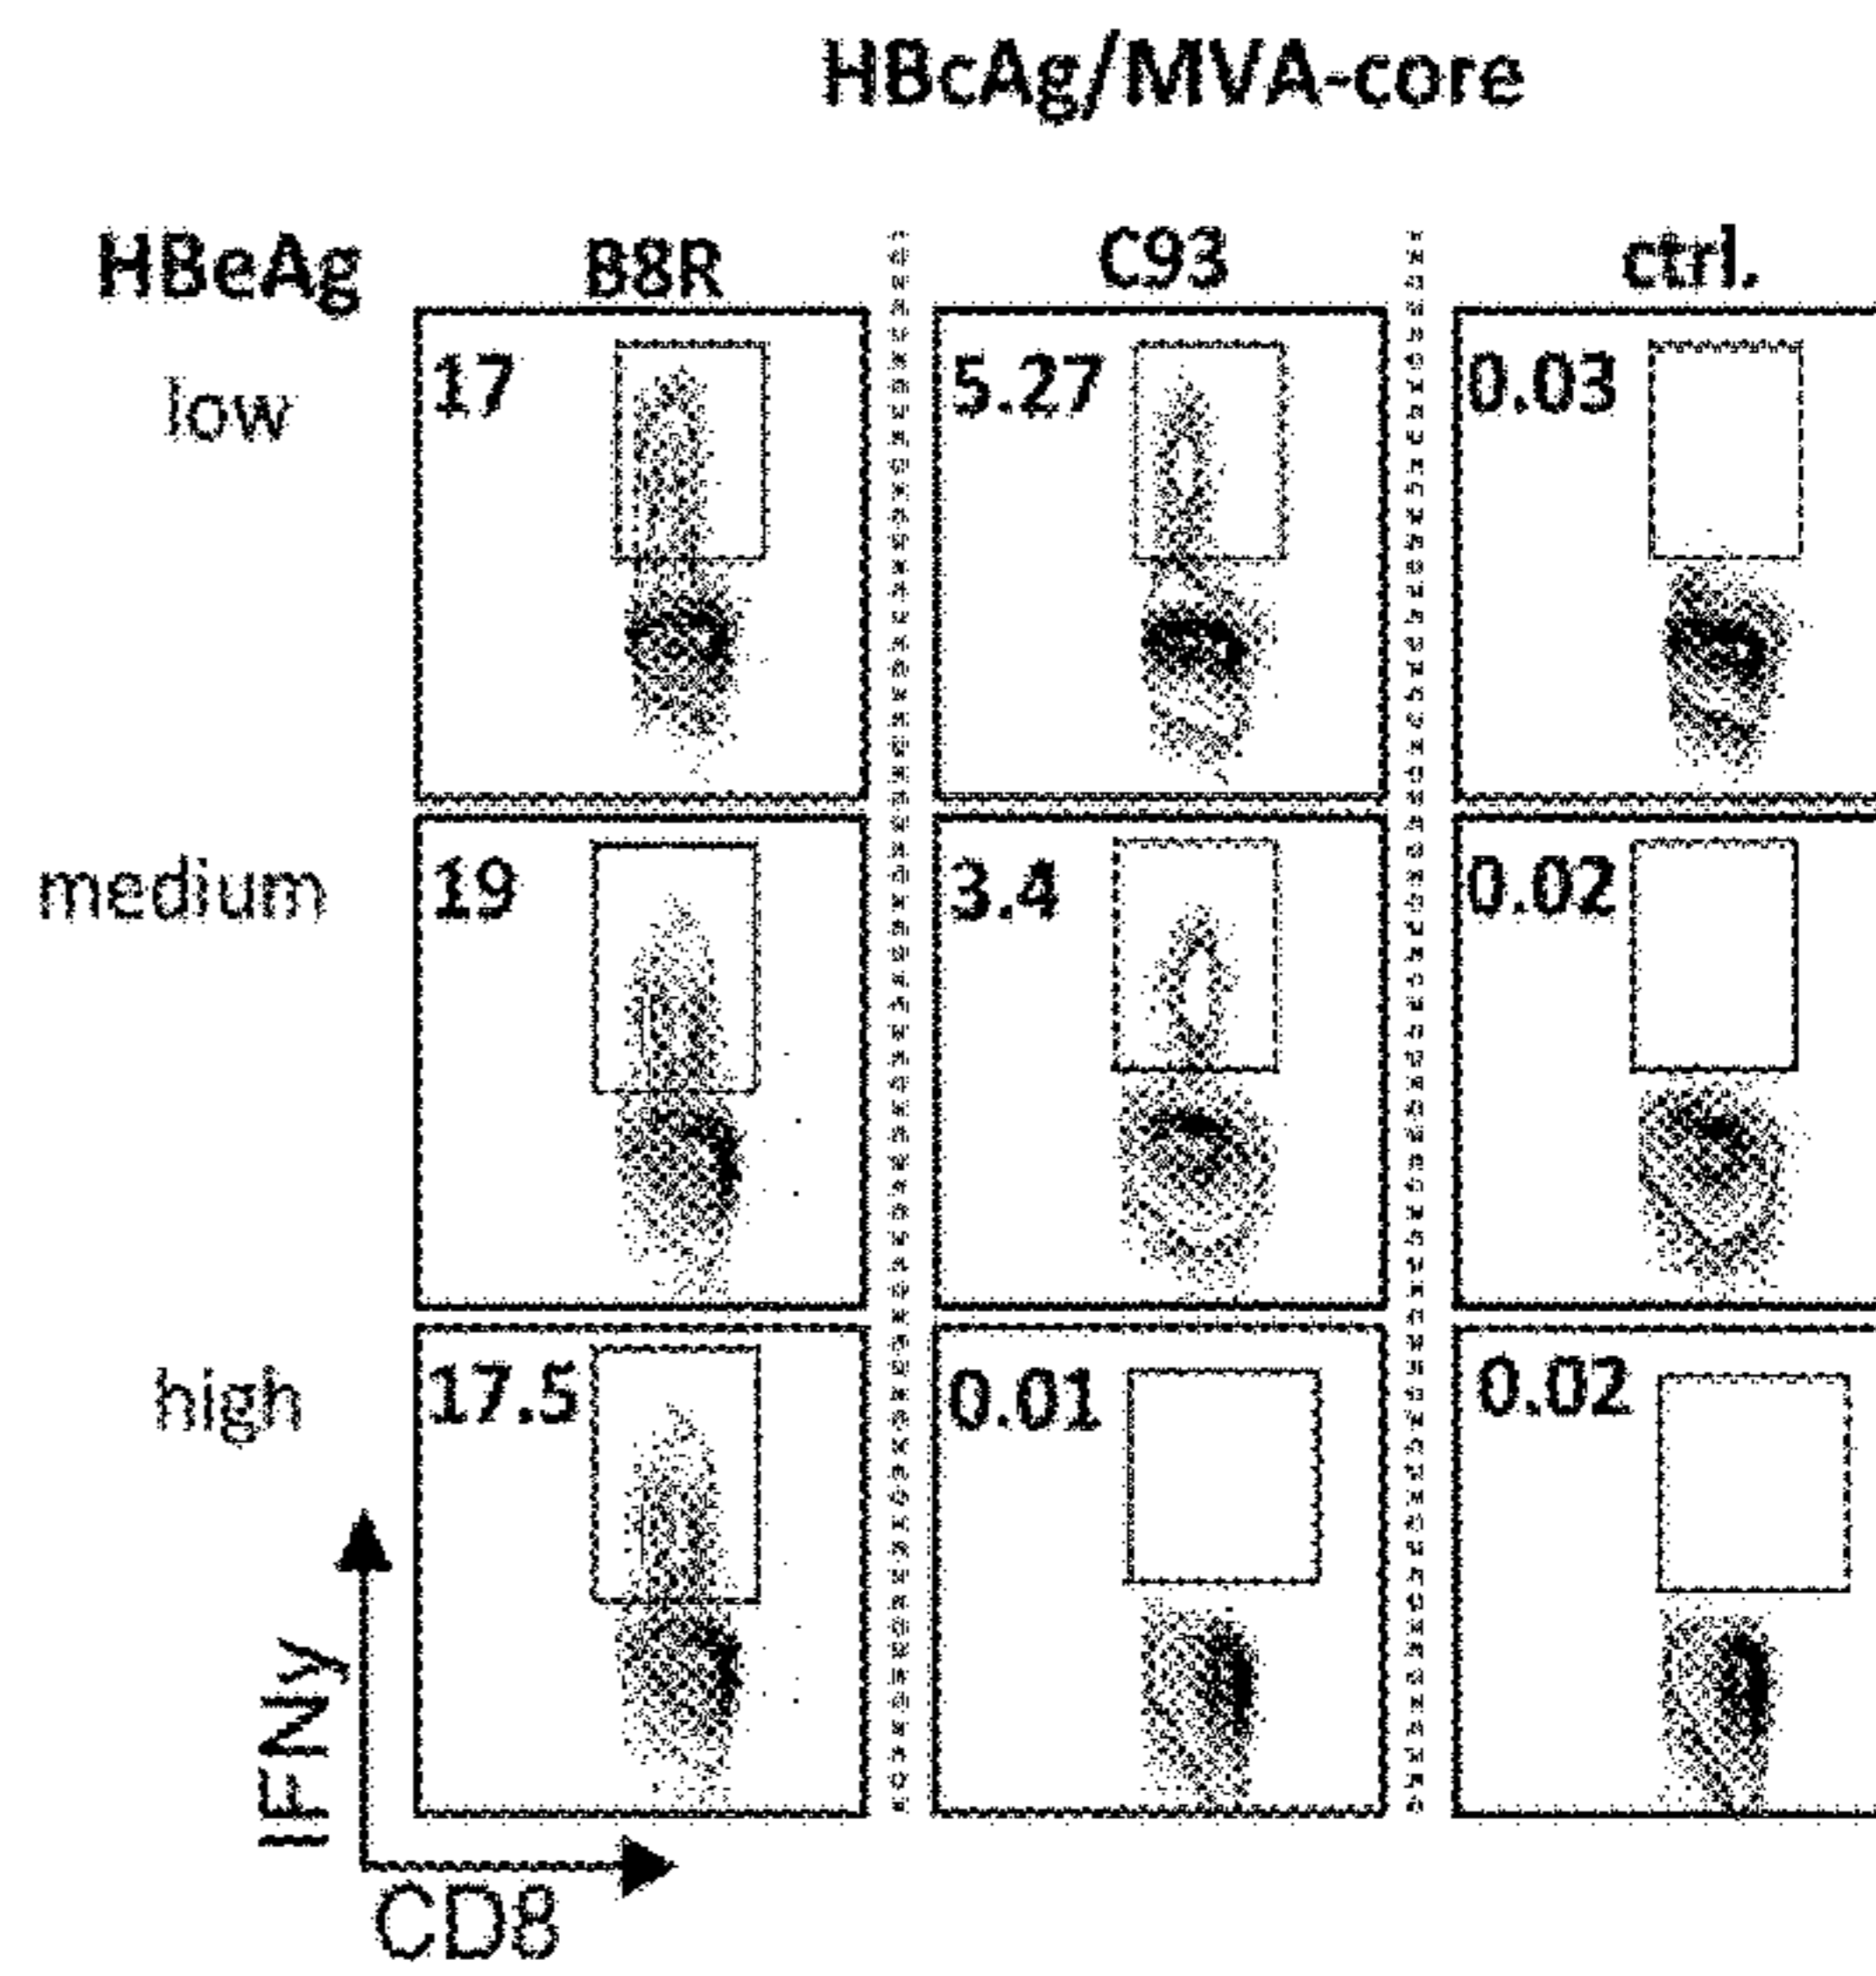 HBcAg/MVA-core
HBeAg B8R C93 ctrl.
low 17 5.27 0.03
medium 19 3.4 0.02
high 17.5 0.01 0.02
IFNy
CD8